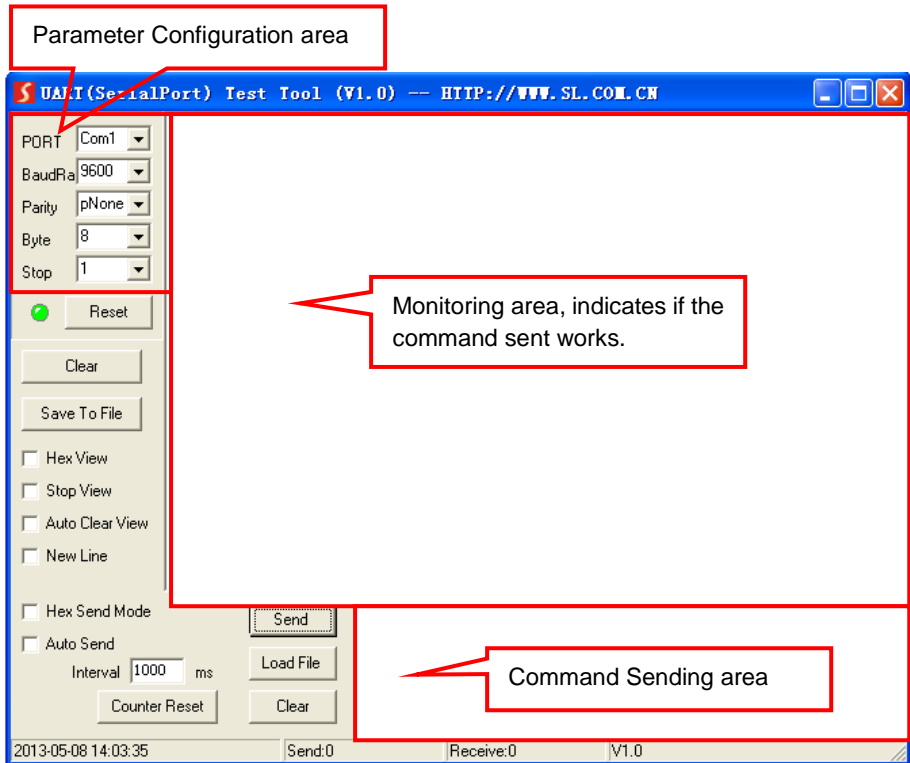 Parameter Configuration area
UART(SerialPort) Test Tool (V1.0) -- HTTP://WWW.SL.COM.CN
PORT Com1
BaudRa 9600
Parity pNone
Byte 8
Stop 1
Reset
Monitoring area, indicates if the
command sent works.
Clear
Save To File
Hex View
Stop View
Auto Clear View
New Line
Hex Send Mode
Send
Auto Send
Interval 1000 ms
Load File
Command Sending area
Counter Reset
Clear
2013-05-08 14:03:35 Send:0 Receive:0 V1.0